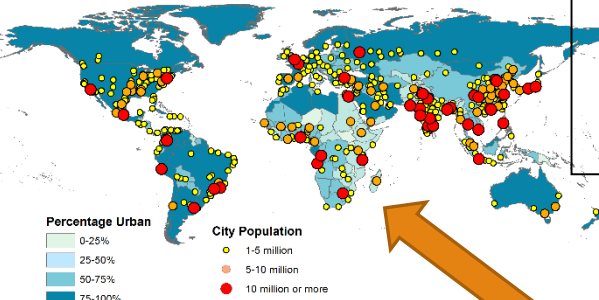 Percentage Urban
0-25%
25-50%
50-75%
75-100%
City Population
1-5 million
5-10 million
10 million or more